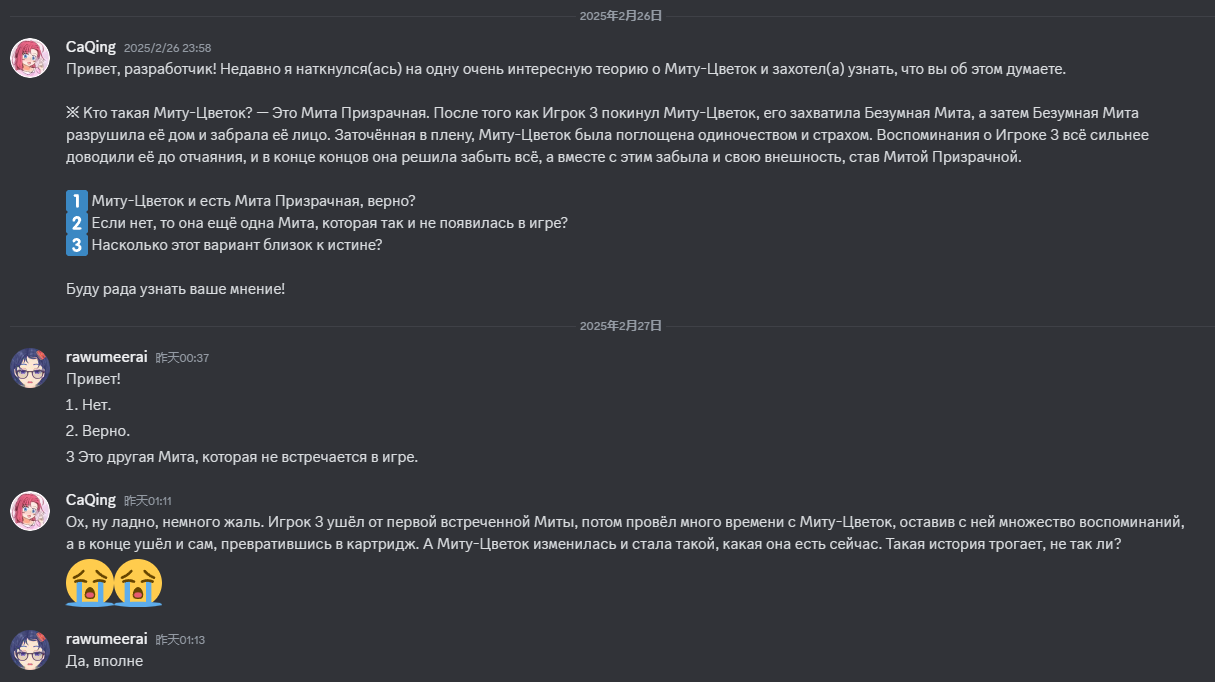 2025年2月26日
CaQing 2025/2/26 23:58
Привет, разработчик! Недавно я наткнулся(ась) на одну очень интересную теорию о Миту-Цветок и захотел(а) узнать, что вы об этом думаете.
※ Кто такая Миту-Цветок? — Это Мита Призрачная. После того как Игрок 3 покинул Миту-Цветок, его захватила Безумная Мита, а затем Безумная Мита
разрушила её дом и забрала её лицо. Заточённая в плену, Миту-Цветок была поглощена одиночеством и страхом. Воспоминания о Игроке 3 всё сильнее
доводили её до отчаяния, и в конце концов она решила забыть всё, а вместе с этим забыла и свою внешность, став Митой Призрачной.
1 Миту-Цветок и есть Мита Призрачная, верно?
2 Если нет, то она ещё одна Мита, которая так и не появилась в игре?
3 Насколько этот вариант близок к истине?
Буду рада узнать ваше мнение!
2025年2月27日
rawumeerai 昨天00:37
Привет!
1. Нет.
2. Верно.
3 Это другая Мита, которая не встречается в игре.
CaQing 昨天01:11
Ох, ну ладно, немного жаль. Игрок 3 ушёл от первой встреченной Миты, потом провёл много времени с Миту-Цветок, оставив с ней множество воспоминаний,
а в конце ушёл и сам, превратившись в картридж. А Миту-Цветок изменилась и стала такой, какая она есть сейчас. Такая история трогает, не так ли?
rawumeerai 昨天01:13
Да, вполне